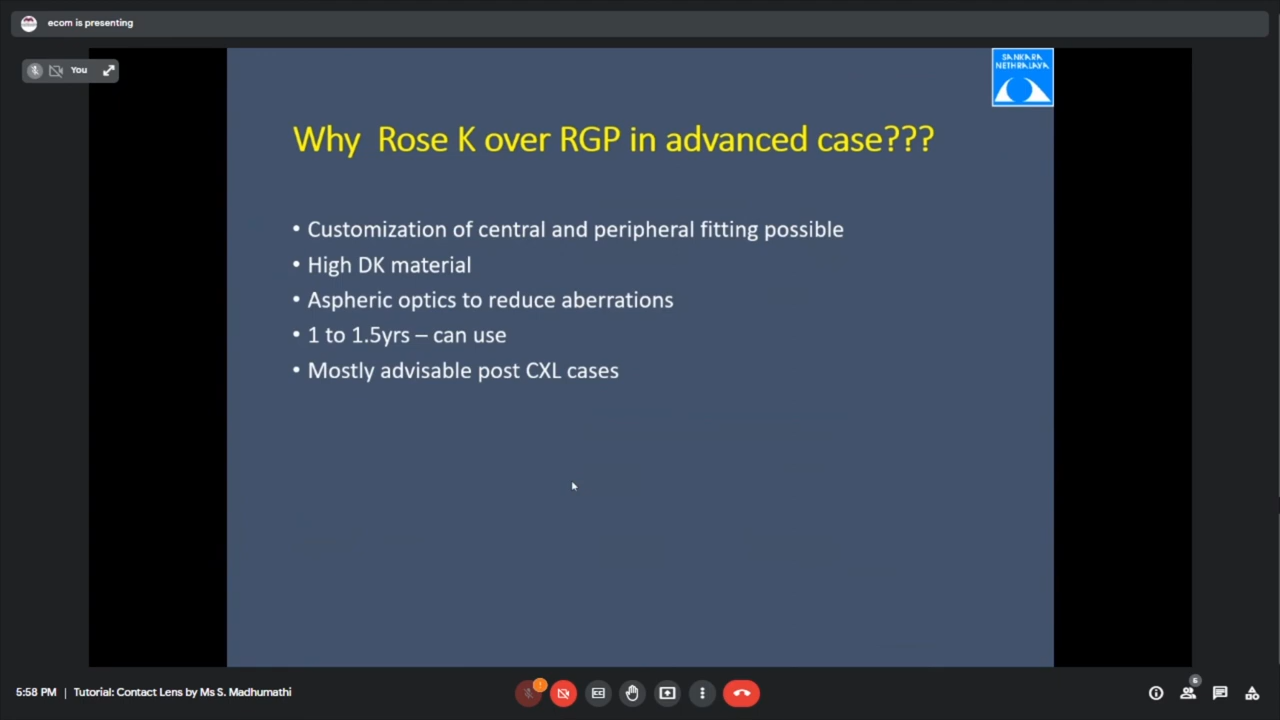 ecom is presenting
You
SANKARA
NETHRALAYA
Why Rose K over RGP in advanced case???
• Customization of central and peripheral fitting possible
• High DK material
• Aspheric optics to reduce aberrations
• 1 to 1.5yrs – can use
• Mostly advisable post CXL cases
5:58 PM | Tutorial: Contact Lens by Ms S. Madhumathi
6